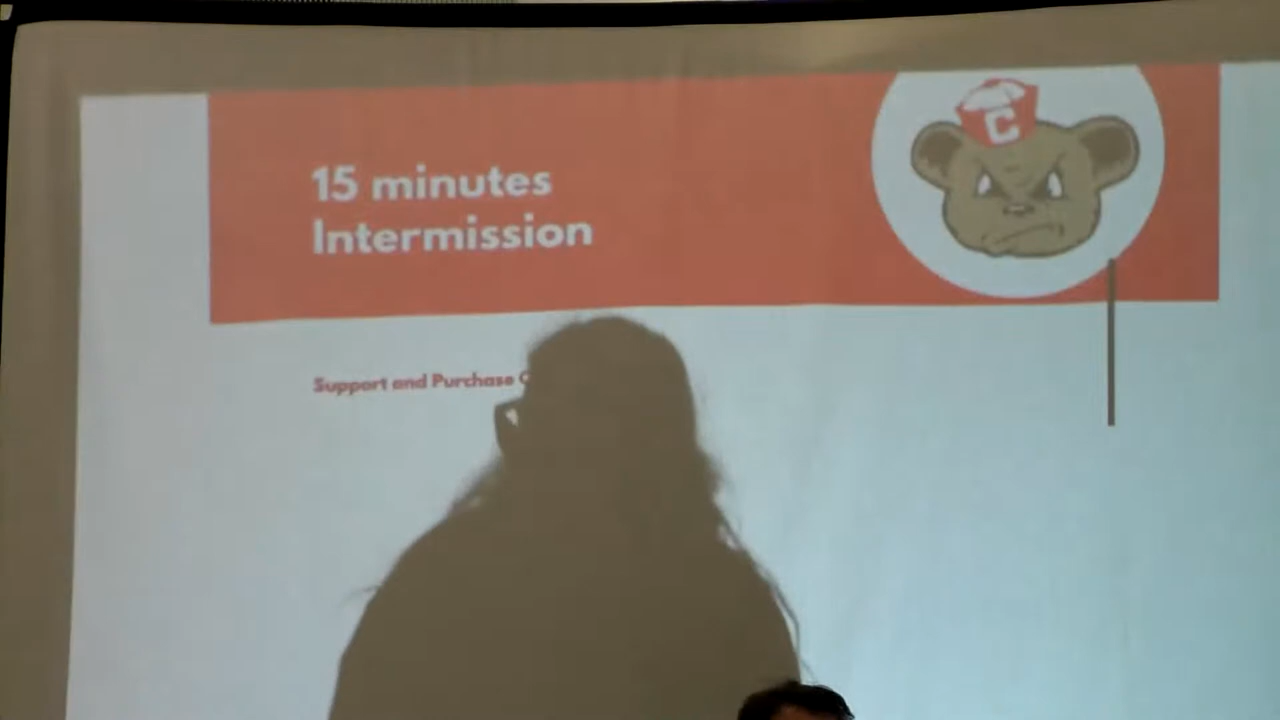 15 minutes
Intermission
Support and Purchase
C